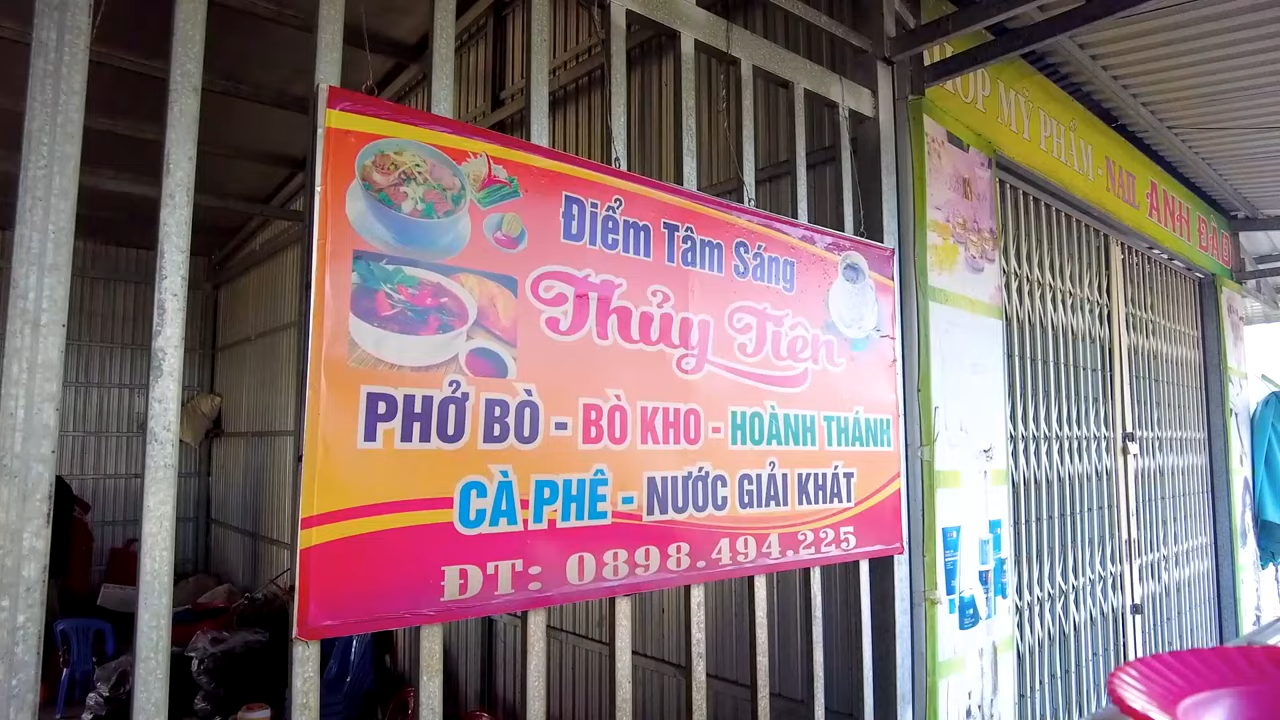 Điểm Tâm Sáng
Thủy Tiên
PHỞ BÒ - BÒ KHO - HOÀNH THÁNH
CÀ PHÊ - NƯỚC GIẢI KHÁT
ĐT: 0898.494.225
SHOP MỸ PHẨM - NAIL ANH ĐÀO